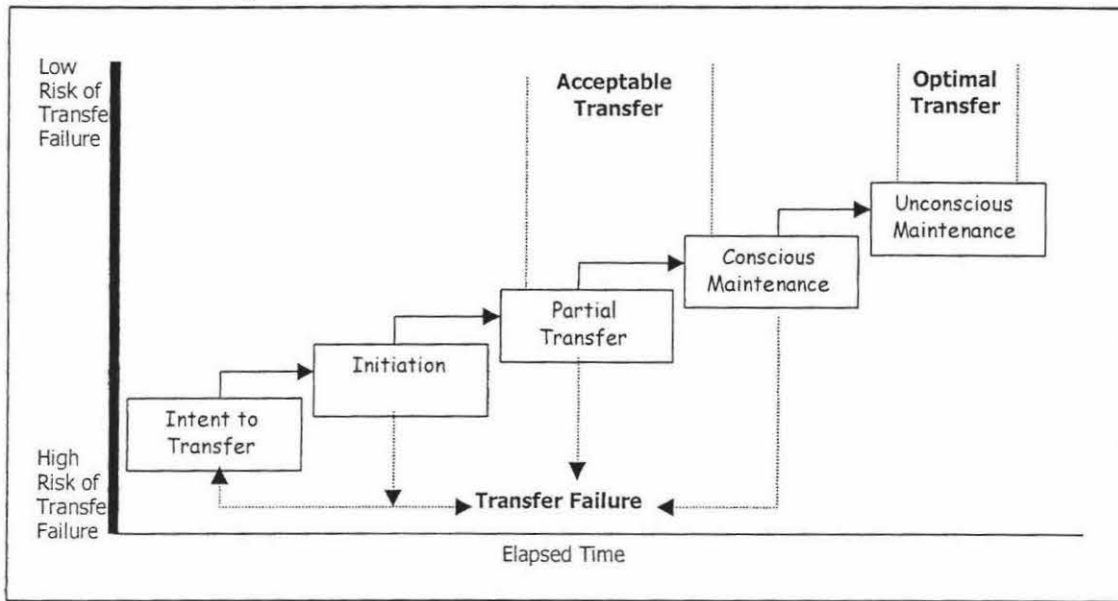 Low
Risk of
Transfe
Failure
Acceptable
Transfer
Optimal
Transfer
Unconscious
Maintenance
Conscious
Maintenance
Partial
Transfer
Initiation
Intent to
Transfer
High
Risk of
Transfe
Failure
Transfer Failure
Elapsed Time